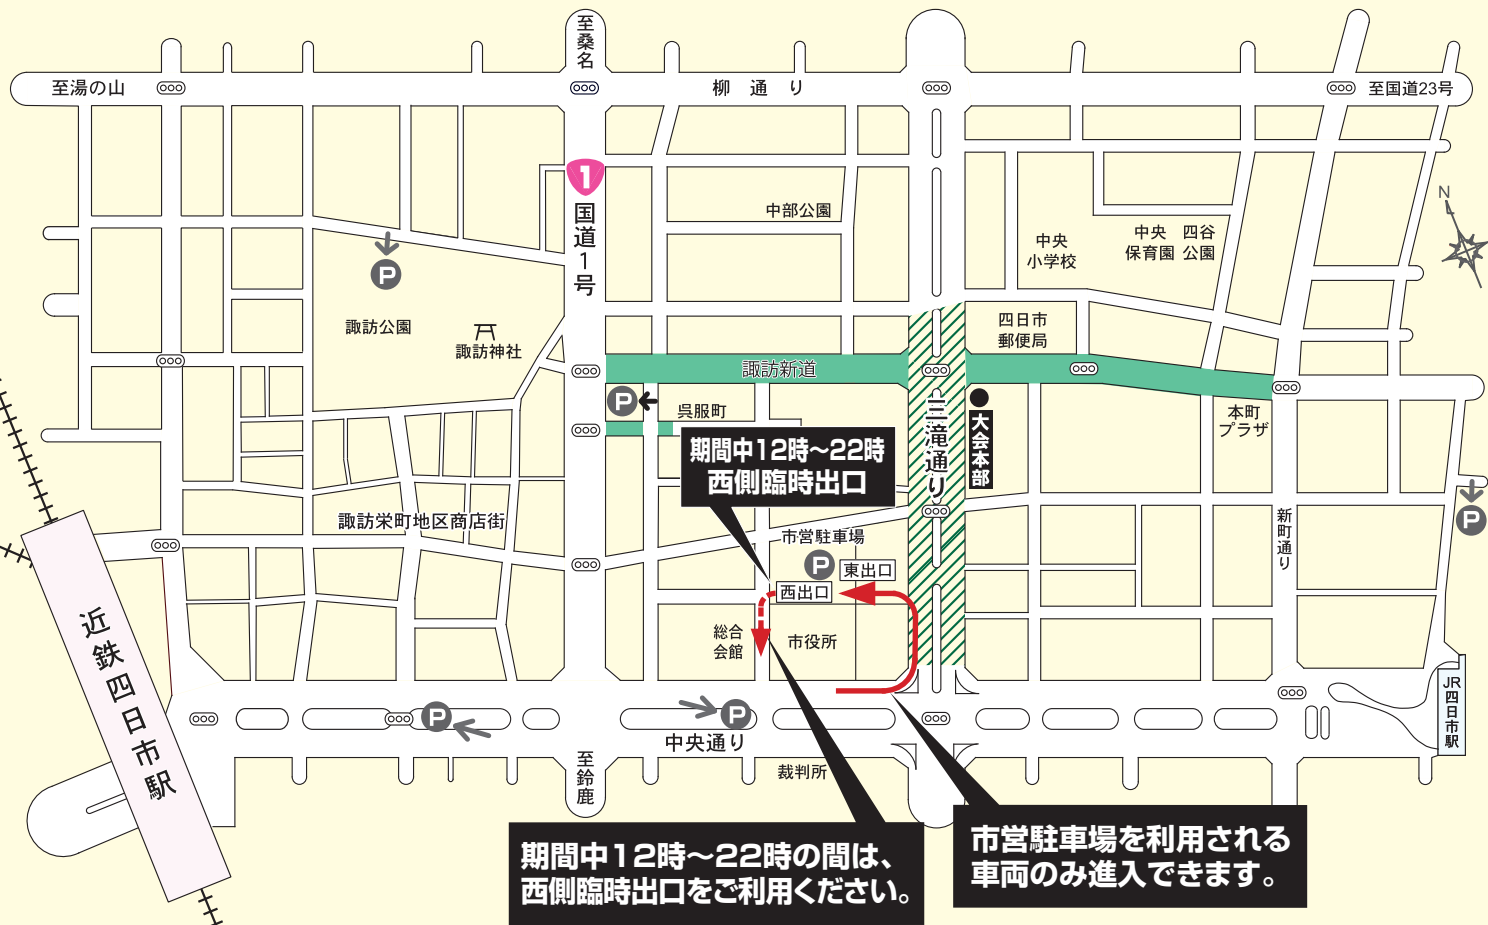 至桑名
至湯の山
柳通り
至国道23号
1
国道1号
中部公園
N
中央
小学校
中央
保育園
四谷
公園
P
諏訪公園
諏訪神社
四日市
郵便局
諏訪新道
P
呉服町
三滝通り
大会本部
本町
プラザ
期間中12時～22時
西側臨時出口
諏訪栄町地区商店街
市営駐車場
新町通り
P
P
東出口
西出口
近鉄四日市駅
総合
会館
市役所
JR四日市駅
P
P
中央通り
至鈴鹿
裁判所
期間中12時～22時の間は、
西側臨時出口をご利用ください。
市営駐車場を利用される
車両のみ進入できます。